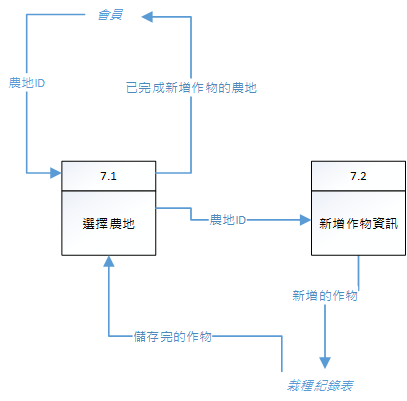 會員
農地ID
已完成新增作物的農地
7.1
7.2
選擇農地
農地ID
新增作物資訊
新增的作物
儲存完的作物
栽種紀錄表